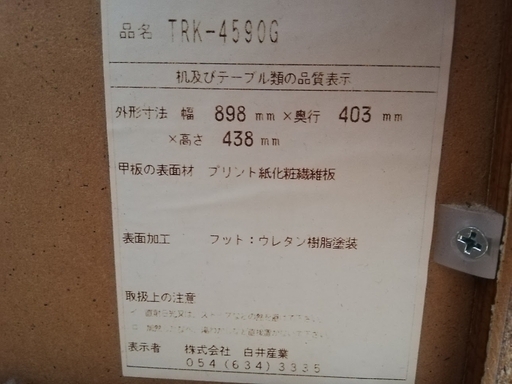 品名 TRK-4590G
机及びテーブル類の品質表示
外形寸法 幅 898 mm ×奥行 403 mm
×高さ 438 mm
甲板の表面材 プリント紙化粧繊維板
表面加工 フット:ウレタン樹脂塗装
取扱上の注意
表示者 株式会社 白井産業
054(634)3335